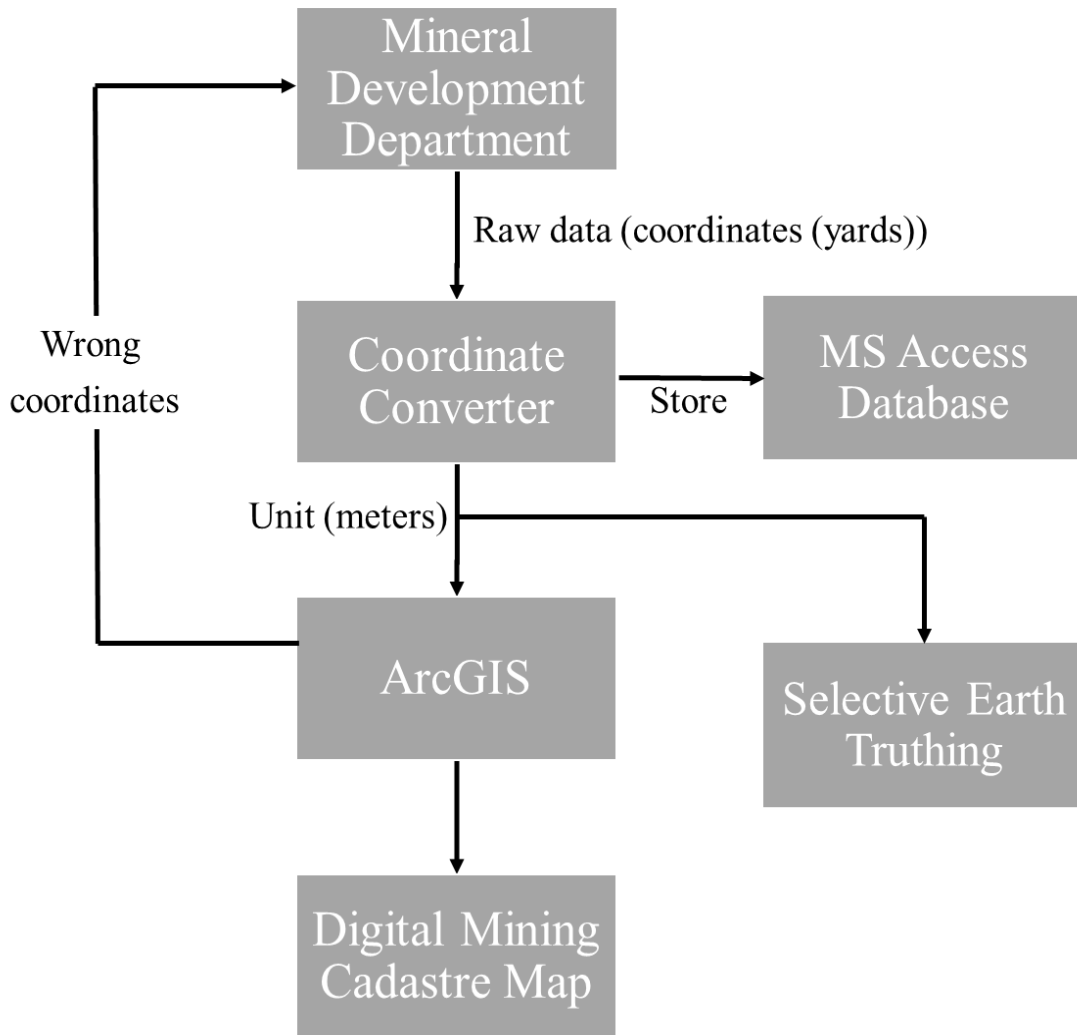 Mineral
Development
Department
Raw data (coordinates (yards))
Wrong
coordinates
Coordinate
Converter
Store
MS Access
Database
Unit (meters)
ArcGIS
Selective Earth
Truthing
Digital Mining
Cadastre Map